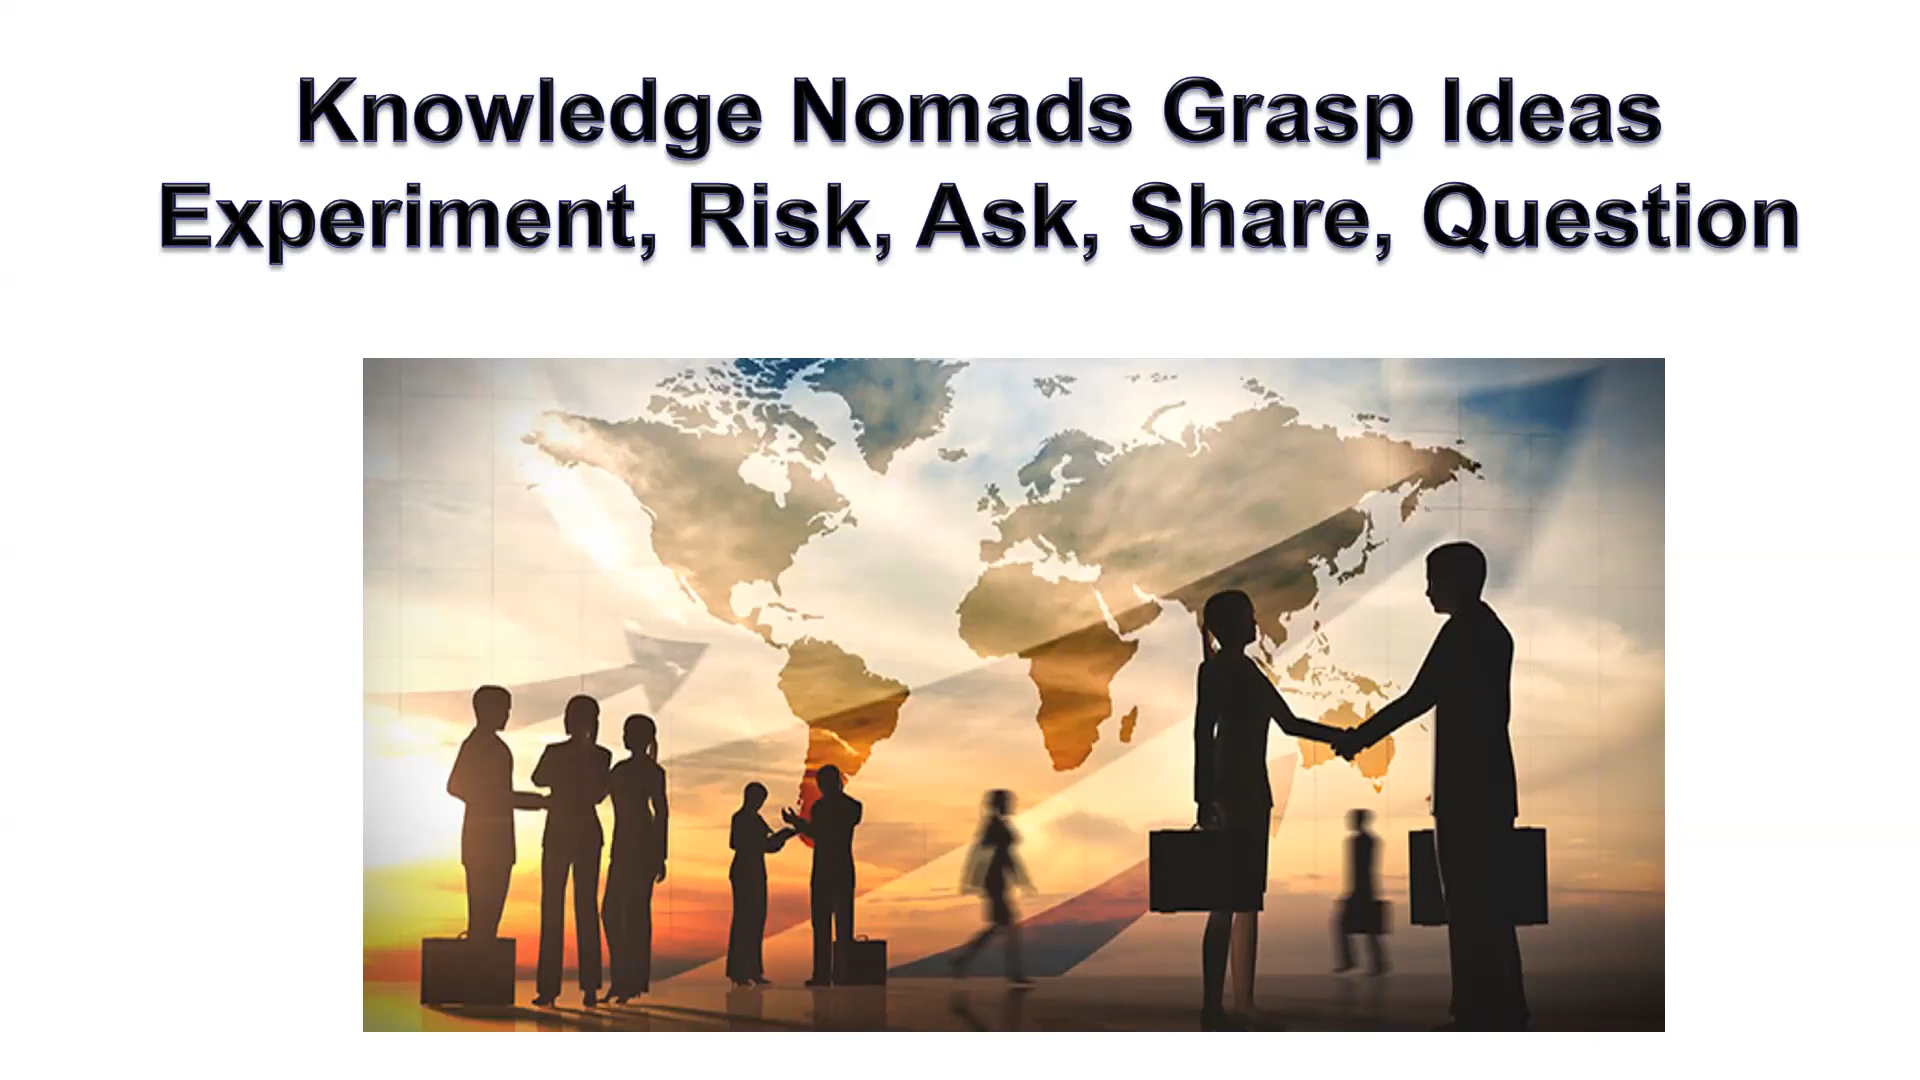 Knowledge Nomads Grasp Ideas
Experiment, Risk, Ask, Share, Question